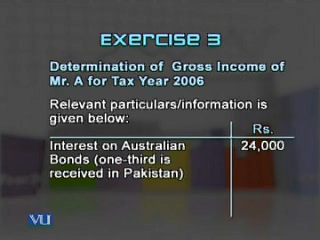 Exercise 3
Determination of Gross Income of
Mr. A for Tax Year 2006
Relevant particulars/information is
given below:
Rs.
Interest on Australian 24,000
Bonds (one-third is
received in Pakistan)
VU